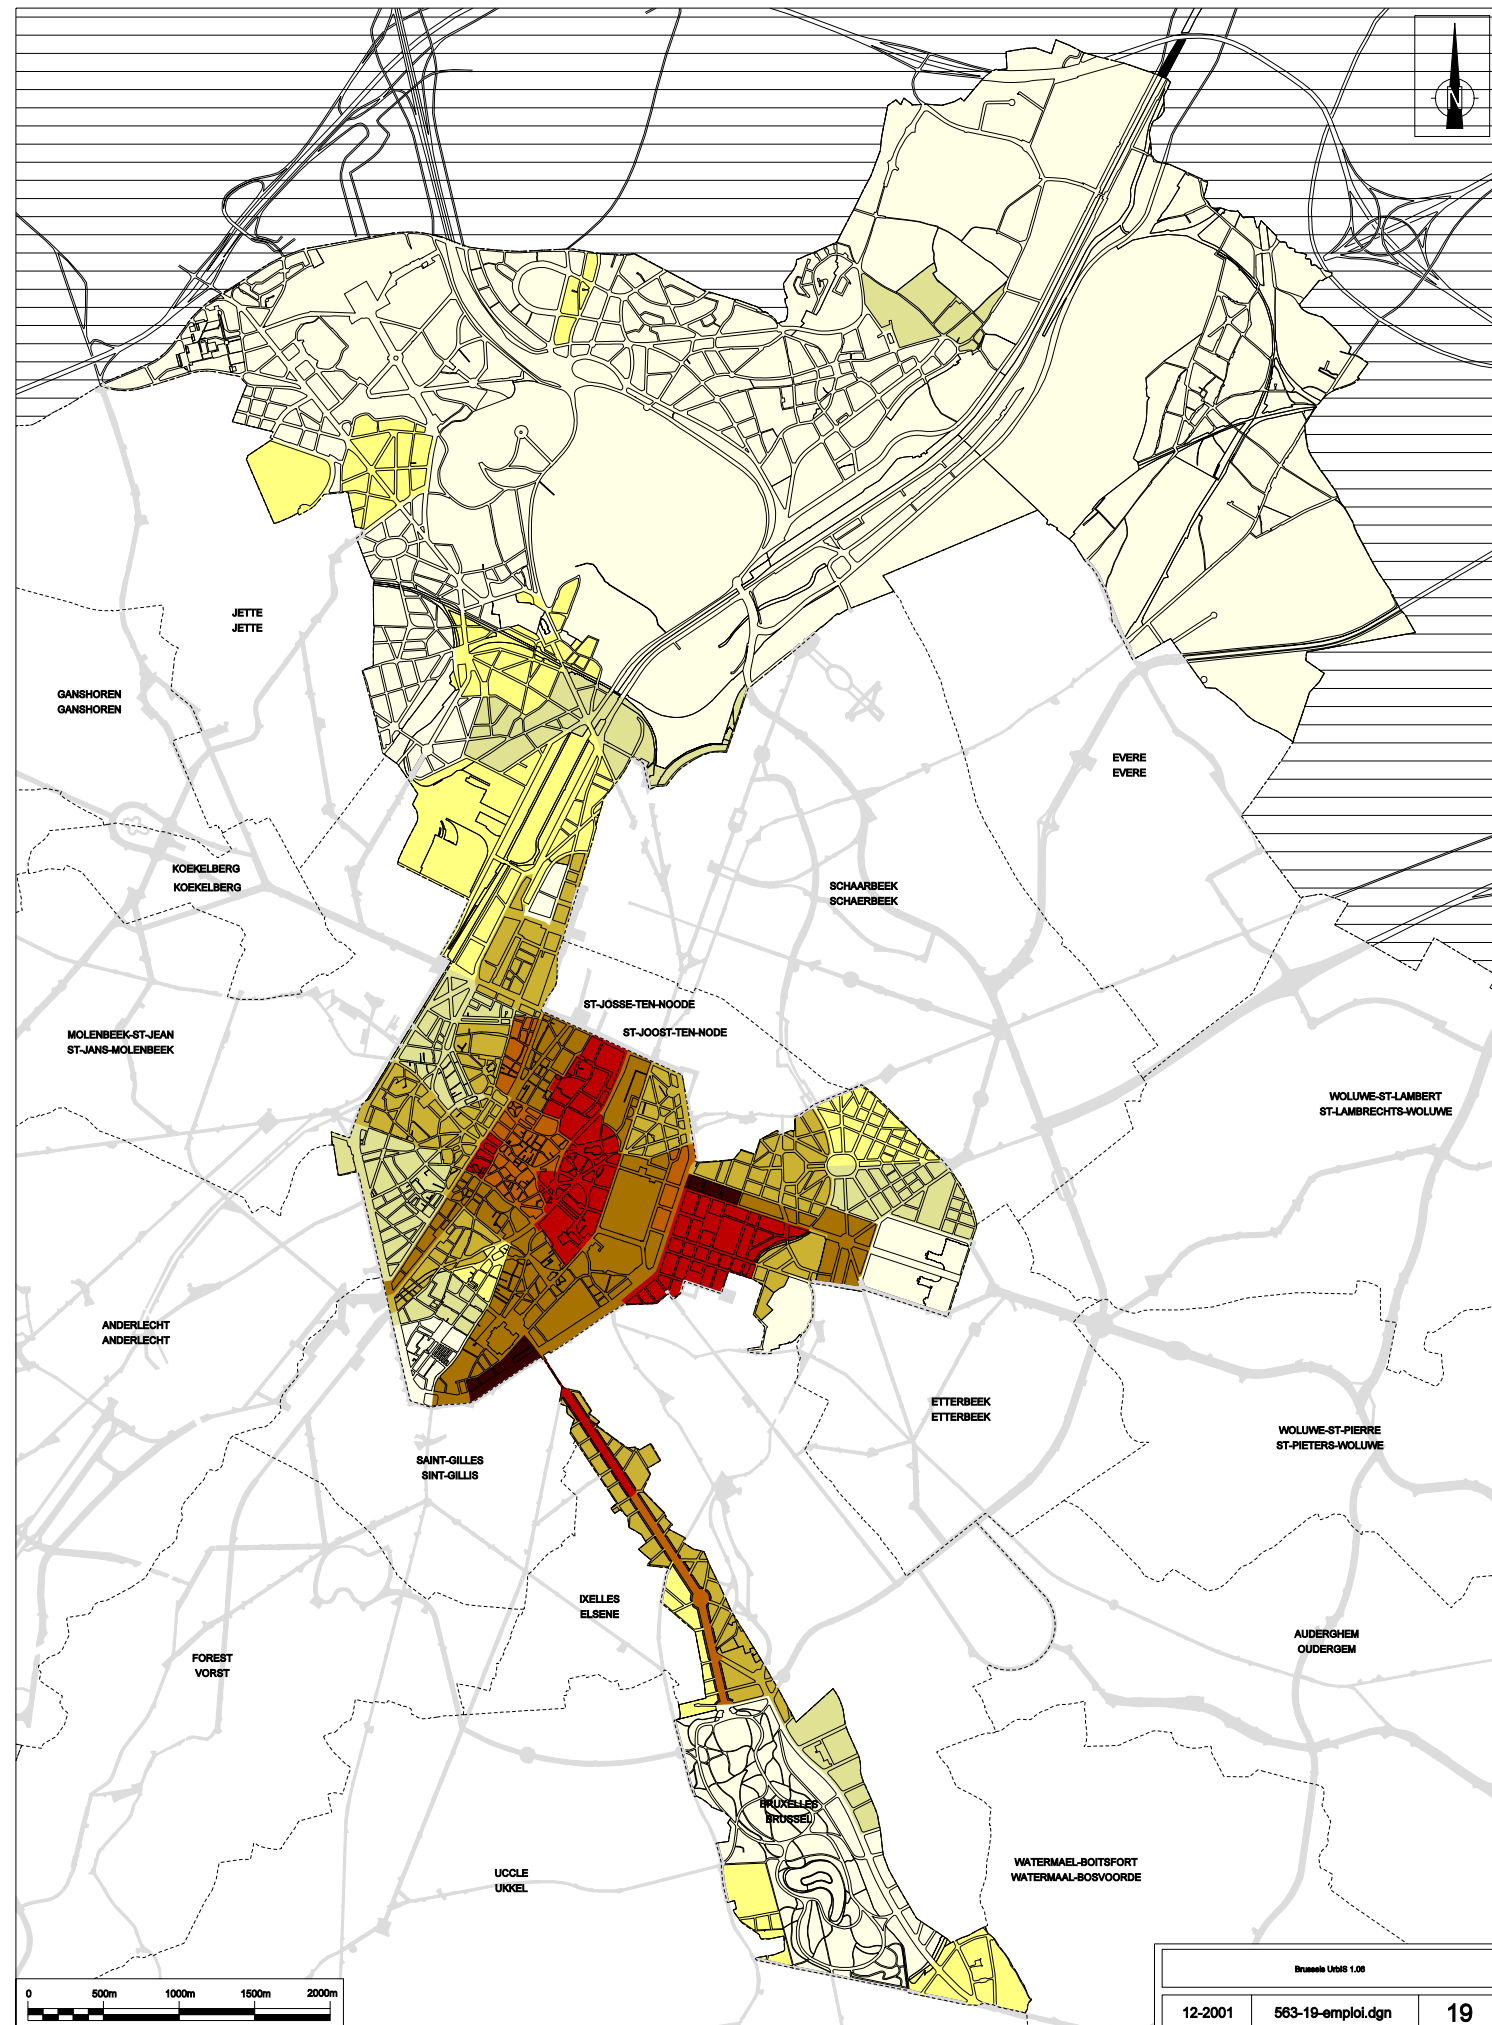 N
JETTE
JETTE
GANSHOREN
GANSHOREN
EVERE
EVERE
KOEKELBERG
KOEKELBERG
SCHAARBEEK
SCHAERBEEK
ST-JOSSE-TEN-NOODE
ST-JOOST-TEN-NODE
MOLENBEEK-ST-JEAN
ST-JANS-MOLENBEEK
WOLUWE-ST-LAMBERT
ST-LAMBRECHTS-WOLUWE
ANDERLECHT
ANDERLECHT
ETTERBEEK
ETTERBEEK
WOLUWE-ST-PIERRE
ST-PIETERS-WOLUWE
SAINT-GILLES
SINT-GILLIS
IXELLES
ELSENE
AUDERGHEM
OUDERGEM
FOREST
VORST
BRUXELLES
BRUSSEL
WATERMAEL-BOITSFORT
WATERMAAL-BOSVOORDE
UCCLE
UKKEL
0 500m 1000m 1500m 2000m
Brussels UrbIS 1.08
12-2001 563-19-emploi.dgn 19